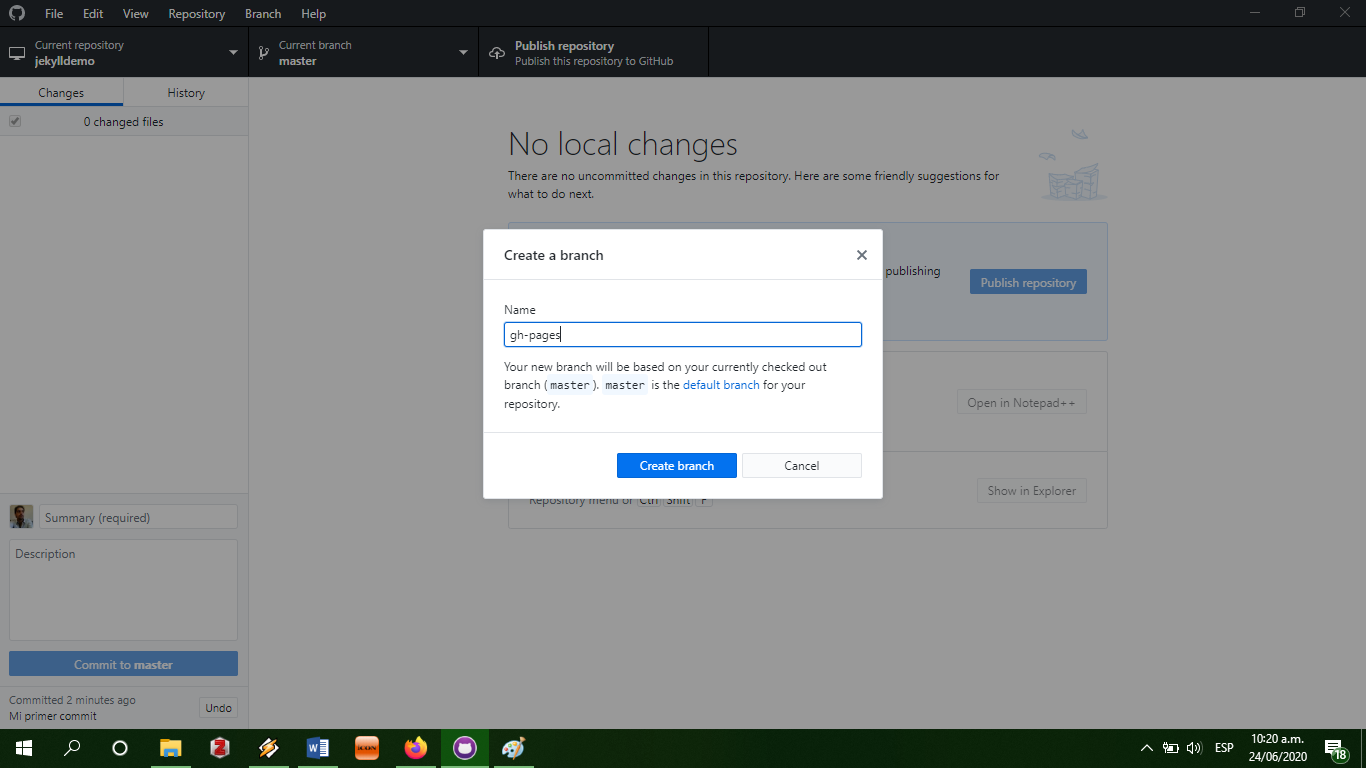 File Edit View Repository Branch Help
Current repository
jekylldemo
Current branch
master
Publish repository
Publish this repository to GitHub
Changes History
0 changed files
No local changes
There are no uncommitted changes in this repository. Here are some friendly suggestions for
what to do next.
publishing
Publish repository
Create a branch
Name
gh-pages
Your new branch will be based on your currently checked out
branch (master). master is the default branch for your
repository.
Create branch Cancel
Open in Notepad++
Show in Explorer
Repository menu or Ctrl Shift F
Summary (required)
Description
Commit to master
Committed 2 minutes ago
Mi primer commit
Undo
ICON
ESP
10:20 a.m.
24/06/2020
18